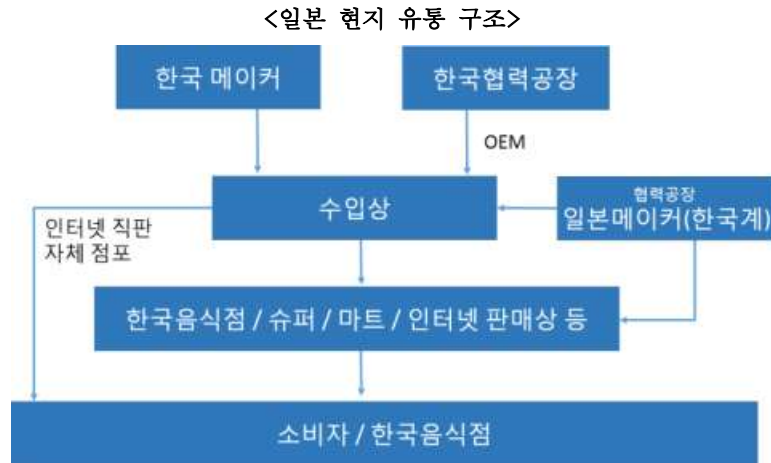 <일본 현지 유통 구조>
한국 메이커
한국협력공장
OEM
수입상
협력공장
일본메이커(한국계)
인터넷 직판
자체 점포
한국음식점 / 슈퍼 / 마트 / 인터넷 판매상 등
소비자 / 한국음식점